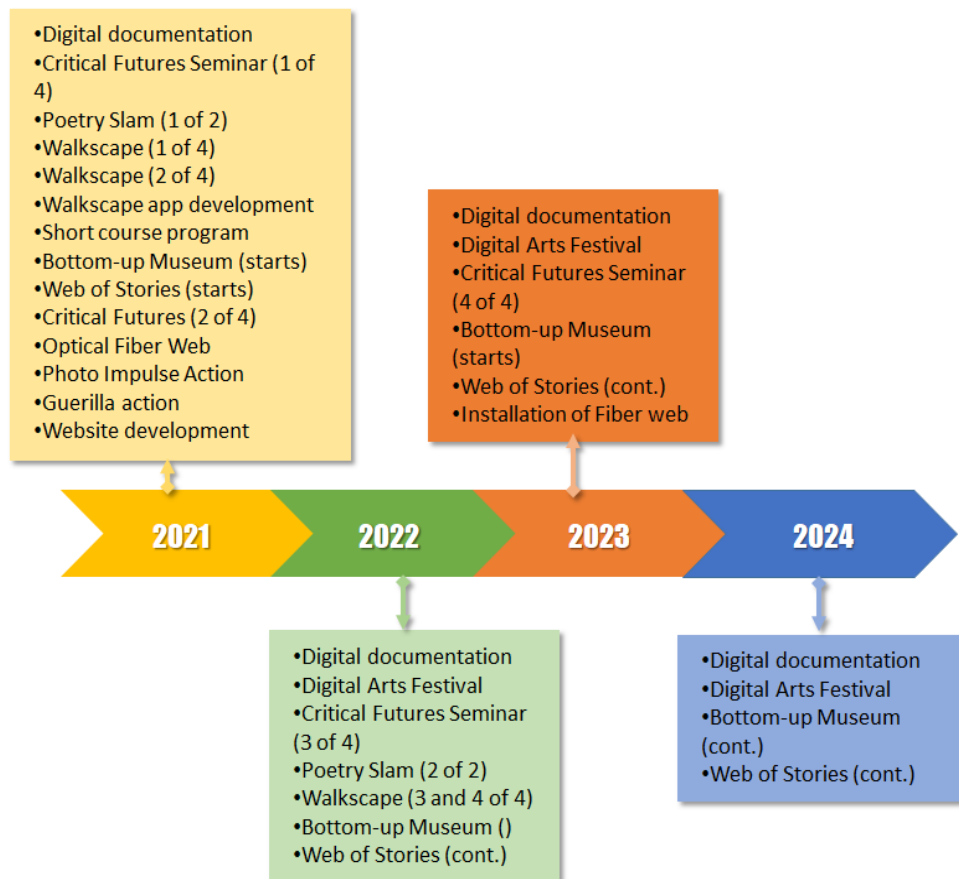 •Digital documentation
•Critical Futures Seminar (1 of
4)
•Poetry Slam (1 of 2)
•Walkscape (1 of 4)
•Walkscape (2 of 4)
•Walkscape app development
•Short course program
•Bottom-up Museum (starts)
•Web of Stories (starts)
•Critical Futures (2 of 4)
•Optical Fiber Web
•Photo Impulse Action
•Guerilla action
•Website development
•Digital documentation
•Digital Arts Festival
•Critical Futures Seminar
(4 of 4)
•Bottom-up Museum
(starts)
•Web of Stories (cont.)
•Installation of Fiber web
2021
2022
2023
2024
•Digital documentation
•Digital Arts Festival
•Critical Futures Seminar
(3 of 4)
•Poetry Slam (2 of 2)
•Walkscape (3 and 4 of 4)
•Bottom-up Museum ()
•Web of Stories (cont.)
•Digital documentation
•Digital Arts Festival
•Bottom-up Museum
(cont.)
•Web of Stories (cont.)